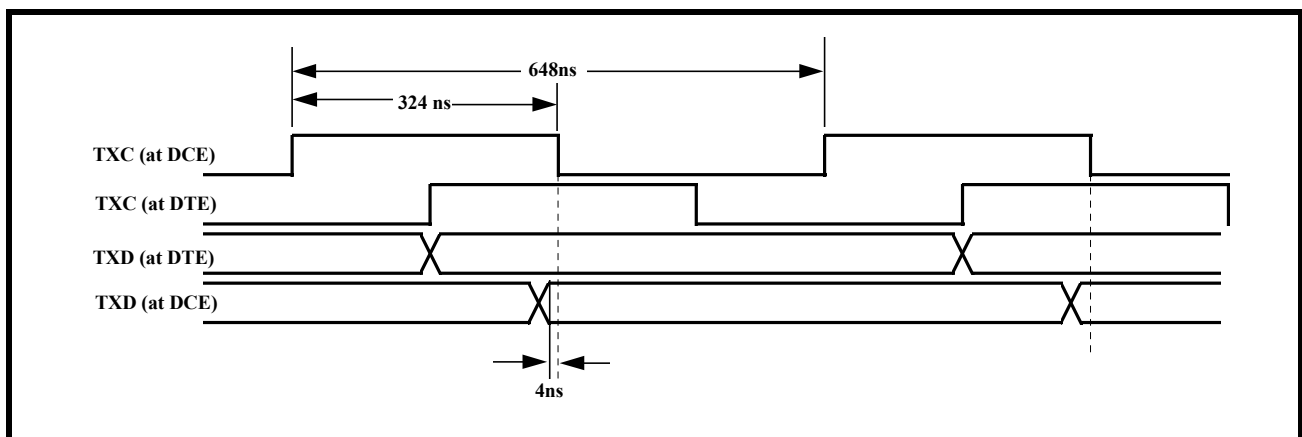 648ns
324 ns
TXC (at DCE)
TXC (at DTE)
TXD (at DTE)
TXD (at DCE)
4ns